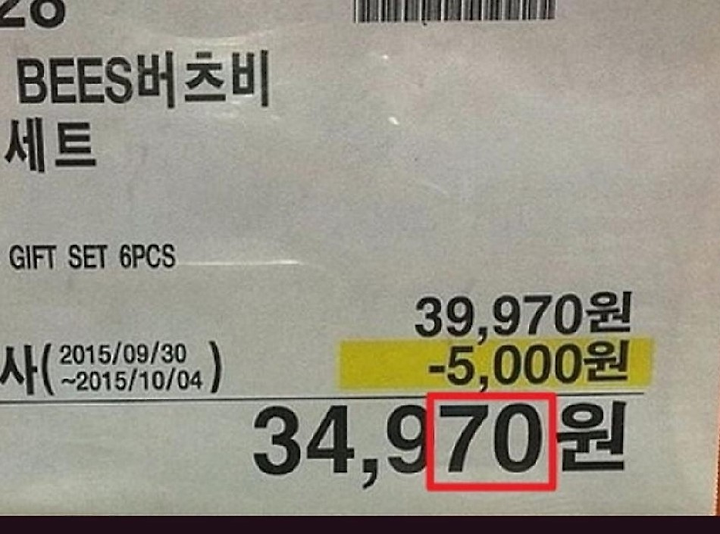 28
BEES버츠비
세트
GIFT SET 6PCS
39,970원
사(2015/09/30
~2015/10/04)
-5,000원
34,970원